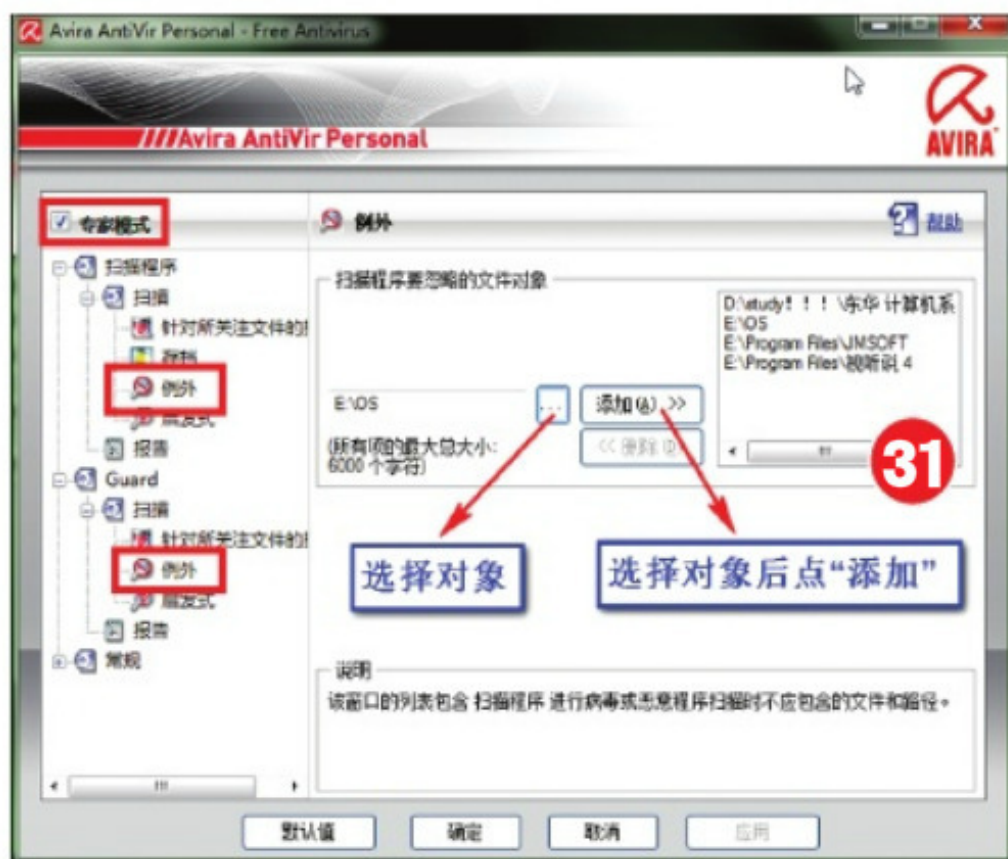 Avira AntiVir Personal - Free Antivirus
Avira AntiVir Personal
AVIRA
专家模式
例外
帮助
扫描程序
扫描
针对所关注文件的
存档
例外
启发式
报告
Guard
扫描
针对所关注文件的
例外
启发式
报告
常规
扫描程序要忽略的文件对象
E:\OS
...
添加(A) >>
<< 删除(D)
(所有项的最大总大小:
6000 个字符)
D:\study！！！\东华 计算机系
E:\OS
E:\Program Files\JMSOFT
E:\Program Files\视听说 4
31
选择对象
选择对象后点“添加”
说明
该窗口的列表包含 扫描程序 进行病毒或恶意程序扫描时不应包含的文件和路径。
默认值
确定
取消
应用